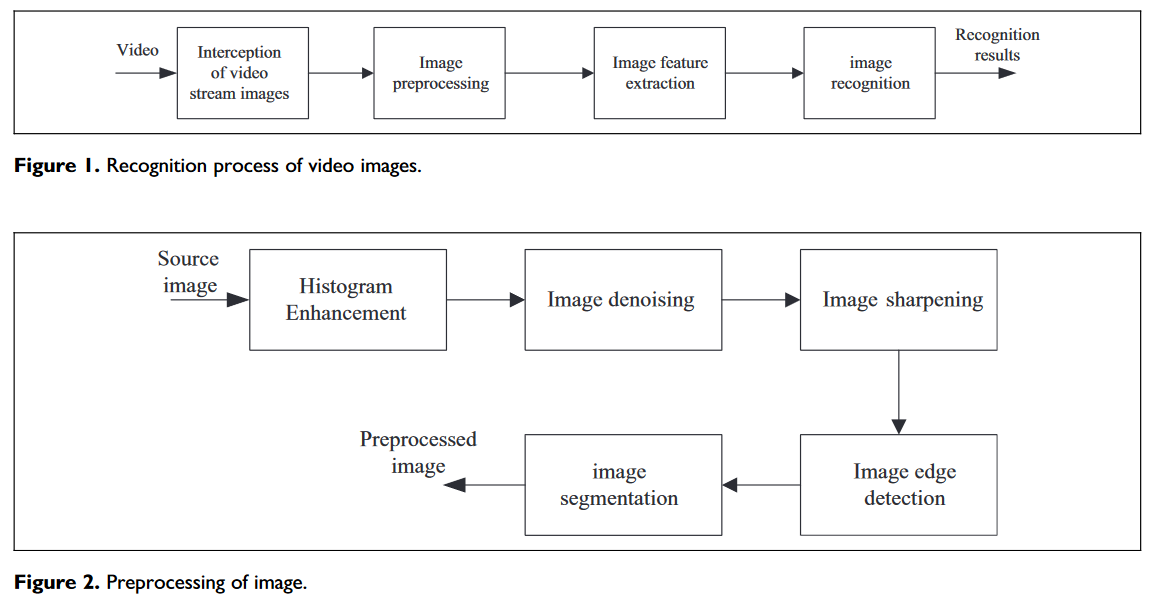 Video
Interception
of video
stream images
Image
preprocessing
Image feature
extraction
image
recognition
Recognition
results
Figure 1. Recognition process of video images.
Source
image
Histogram
Enhancement
Image denoising
Image sharpening
Preprocessed
image
image
segmentation
Image edge
detection
Figure 2. Preprocessing of image.